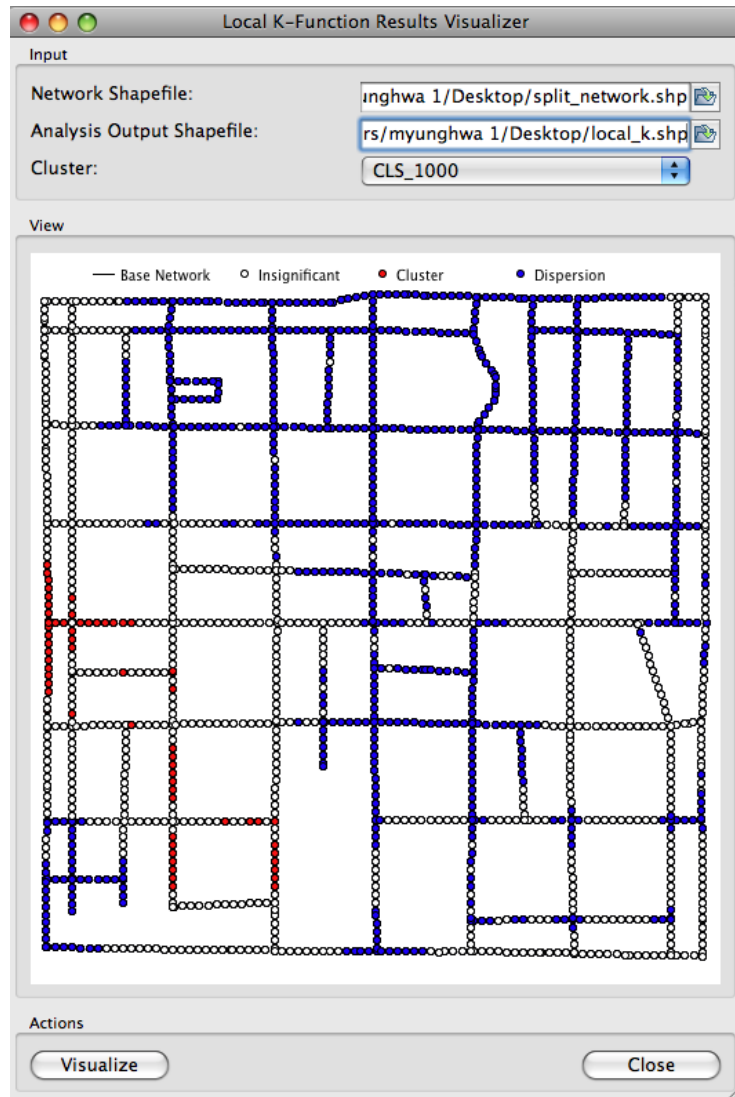 Local K-Function Results Visualizer
Input
Network Shapefile:
unghwa 1/Desktop/split_network.shp
Analysis Output Shapefile:
rs/myunghwa 1/Desktop/local_k.shp
Cluster:
CLS_1000
View
Base Network Insignificant Cluster Dispersion
Actions
Visualize Close